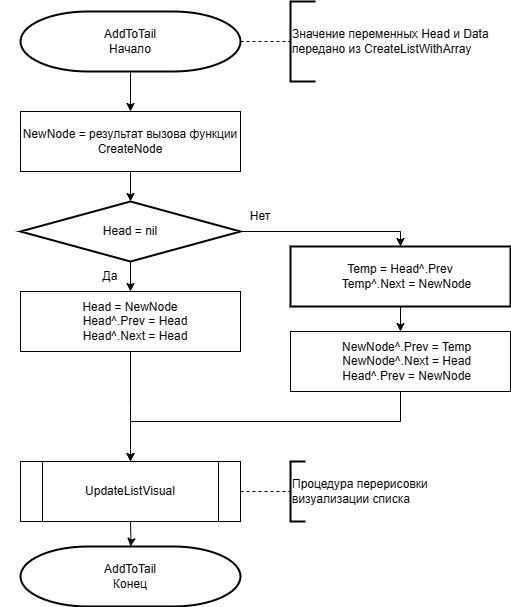 AddToTail
Начало
Значение переменных Head и Data
передано из CreateListWithArray
NewNode = результат вызова функции
CreateNode
Head = nil
Нет
Да
Temp = Head^.Prev
Temp^.Next = NewNode
Head = NewNode
Head^.Prev = Head
Head^.Next = Head
NewNode^.Prev = Temp
NewNode^.Next = Head
Head^.Prev = NewNode
UpdateListVisual
Процедура перерисовки
визуализации списка
AddToTail
Конец